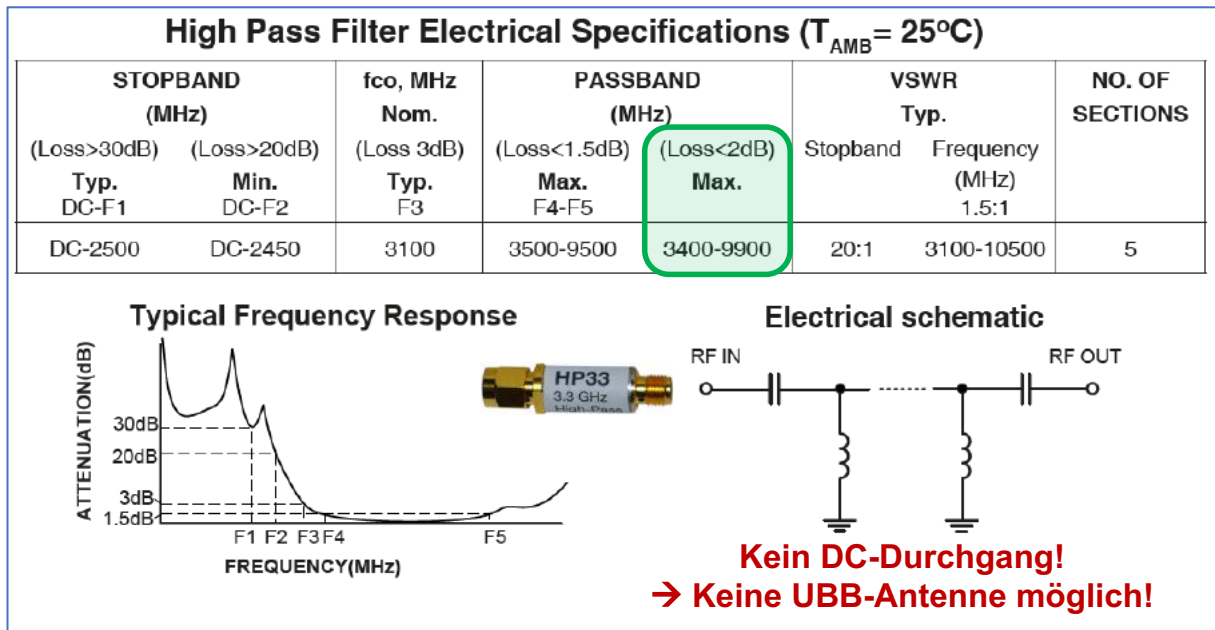 High Pass Filter Electrical Specifications (TAMB= 25ºC)
STOPBAND fco, MHz PASSBAND VSWR NO. OF
(MHz) Nom. (MHz) Typ. SECTIONS
(Loss>30dB) (Loss>20dB) (Loss 3dB) (Loss<1.5dB) (Loss<2dB) Stopband Frequency
Typ. Min. Typ. Max. Max. (MHz)
DC-F1 DC-F2 F3 F4-F5 1.5:1
DC-2500 DC-2450 3100 3500-9500 3400-9900 20:1 3100-10500 5
Typical Frequency Response
ATTENUATION(dB)
30dB
20dB
3dB
1.5dB
F1 F2 F3 F4 F5
FREQUENCY(MHz)
HP33
3.3 GHz
High-Pass
Electrical schematic
RF IN RF OUT
Kein DC-Durchgang!
→ Keine UBB-Antenne möglich!